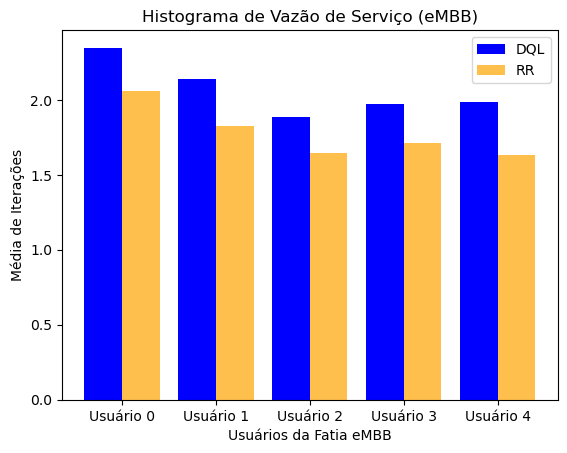 Histograma de Vazão de Serviço (eMBB)
DQL
RR
Média de Iterações
2.0
1.5
1.0
0.5
0.0
Usuário 0 Usuário 1 Usuário 2 Usuário 3 Usuário 4
Usuários da Fatia eMBB